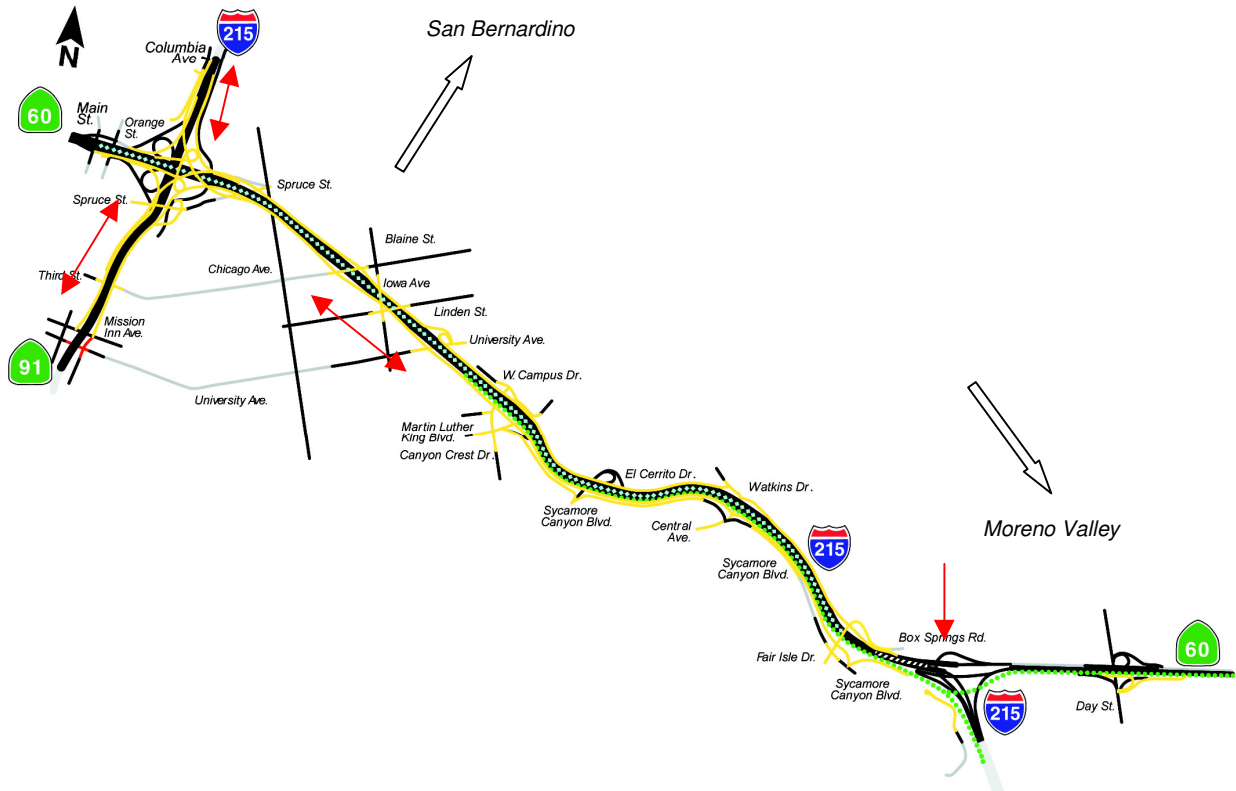 215
San Bernardino
Columbia
Ave
N
60
Main
St.
Orange
St.
Spruce St.
Spruce St.
Blaine St.
Chicago Ave.
Third St.
Iowa Ave
Linden St.
Mission
Inn Ave.
University Ave.
91
W. Campus Dr.
University Ave.
Martin Luther
King Blvd.
Canyon Crest Dr.
El Cerrito Dr.
Watkins Dr.
Sycamore
Canyon Blvd.
Central
Ave.
Moreno Valley
215
Sycamore
Canyon Blvd.
Box Springs Rd.
60
Fair Isle Dr.
Sycamore
Canyon Blvd.
215
Day St.